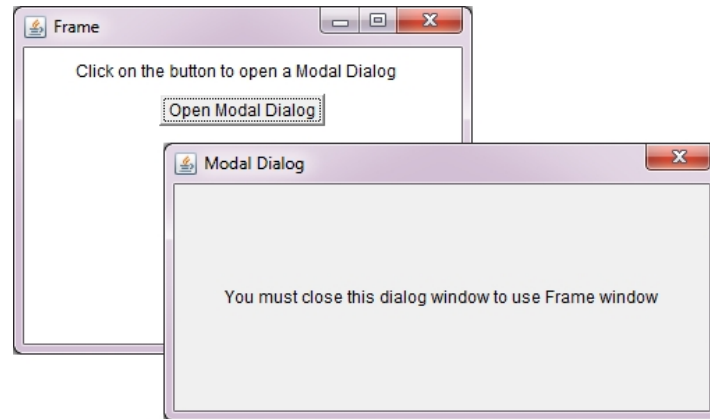 Frame
Click on the button to open a Modal Dialog
Open Modal Dialog
Modal Dialog
You must close this dialog window to use Frame window